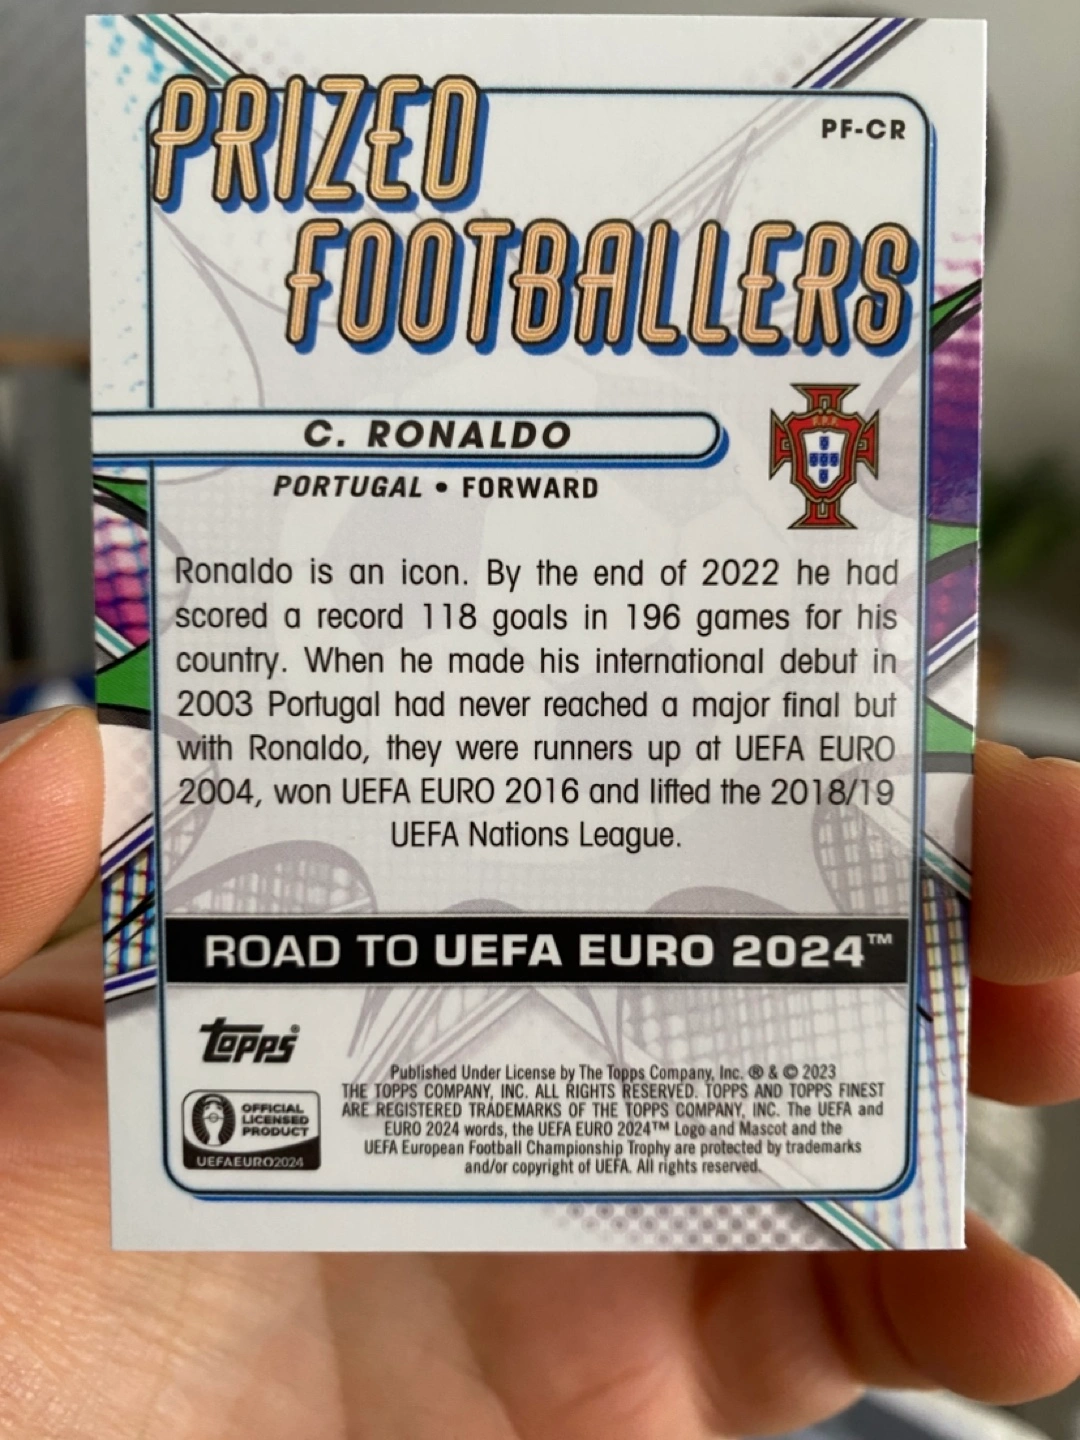 PRIZED
FOOTBALLERS
PF-CR
C. RONALDO
PORTUGAL • FORWARD
F.P.F.
Ronaldo is an icon. By the end of 2022 he had
scored a record 118 goals in 196 games for his
country. When he made his international debut in
2003 Portugal had never reached a major final but
with Ronaldo, they were runners up at UEFA EURO
2004, won UEFA EURO 2016 and lifted the 2018/19
UEFA Nations League.
ROAD TO UEFA EURO 2024™
topps®
OFFICIAL
LICENSED
PRODUCT
UEFAEURO2024
Published Under License by The Topps Company, Inc. ® & © 2023
THE TOPPS COMPANY, INC. ALL RIGHTS RESERVED. TOPPS AND TOPPS FINEST
ARE REGISTERED TRADEMARKS OF THE TOPPS COMPANY, INC. The UEFA and
EURO 2024 words, the UEFA EURO 2024™ Logo and Mascot and the
UEFA European Football Championship Trophy are protected by trademarks
and/or copyright of UEFA. All rights reserved.